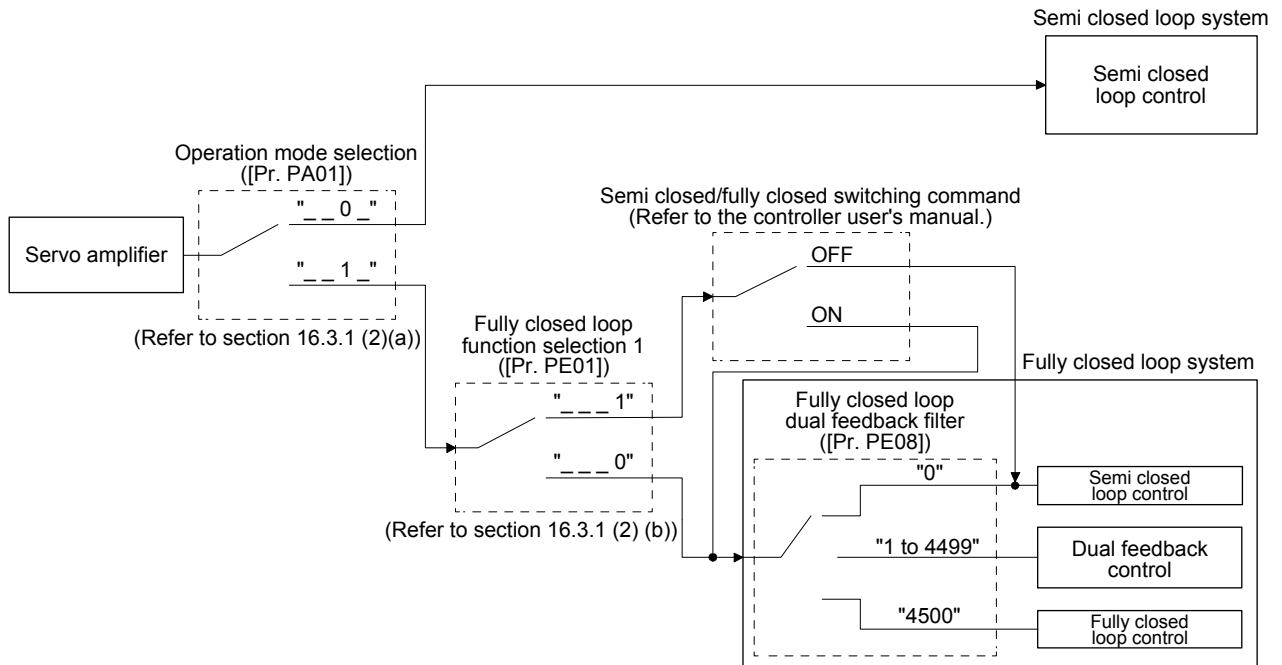 Semi closed loop system
Semi closed
loop control
Operation mode selection
([Pr. PA01])
"_ _ 0 _"
"_ _ 1 _"
Servo amplifier
(Refer to section 16.3.1 (2)(a))
Semi closed/fully closed switching command
(Refer to the controller user's manual.)
OFF
ON
Fully closed loop
function selection 1
([Pr. PE01])
"_ _ _ 1"
"_ _ _ 0"
(Refer to section 16.3.1 (2) (b))
Fully closed loop system
Fully closed loop
dual feedback filter
([Pr. PE08])
"0"
Semi closed
loop control
"1 to 4499"
Dual feedback
control
"4500"
Fully closed
loop control